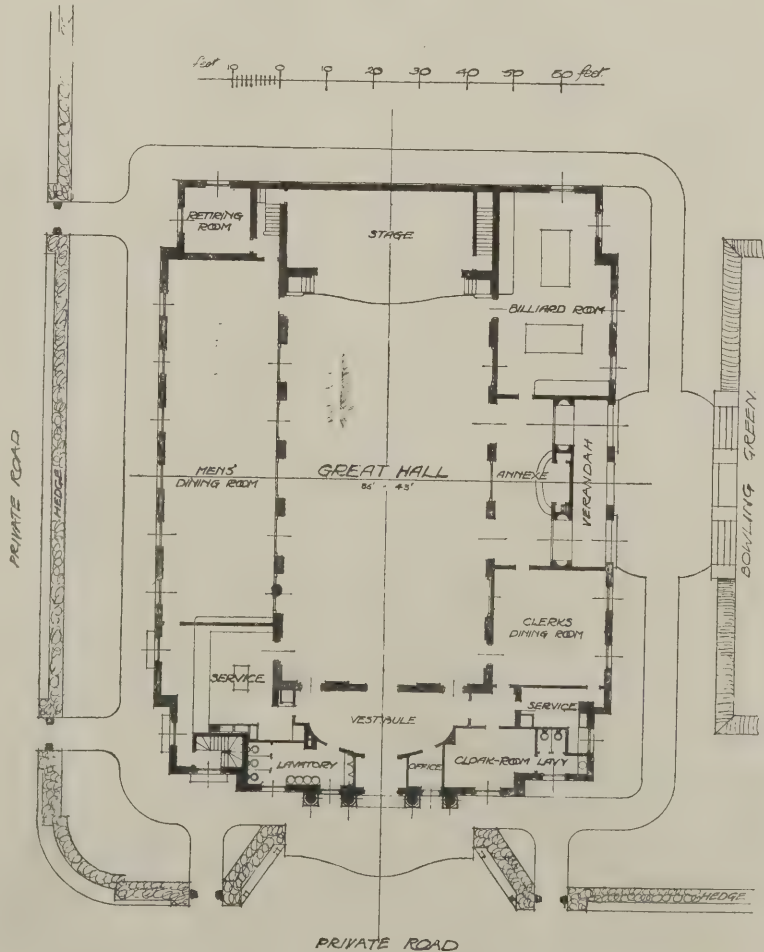 feet 10 0 10 20 30 40 50 60 feet.
RETIRING
ROOM
STAGE
BILLIARD ROOM
PRIVATE ROAD
HEDGE
MENS'
DINING ROOM
GREAT HALL
86' - 43'
ANNEXE
VERANDAH
BOWLING GREEN.
CLERKS
DINING ROOM
SERVICE
VESTIBULE
SERVICE
LAVATORY
OFFICE
CLOAK-ROOM
LAVY
HEDGE
PRIVATE ROAD